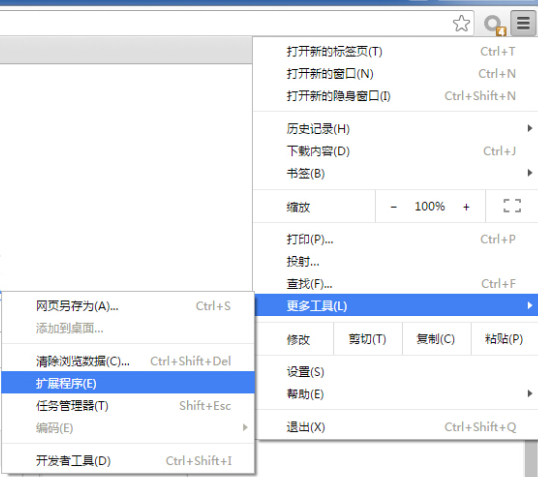 打开新的标签页(T) Ctrl+T
打开新的窗口(N) Ctrl+N
打开新的隐身窗口(I) Ctrl+Shift+N
历史记录(H)
下载内容(D) Ctrl+J
书签(B)
缩放 - 100% +
打印(P)... Ctrl+P
投射...
查找(F)... Ctrl+F
更多工具(L)
修改 剪切(T) 复制(C) 粘贴(P)
设置(S)
帮助(E)
退出(X) Ctrl+Shift+Q
网页另存为(A)... Ctrl+S
添加到桌面...
清除浏览数据(C)... Ctrl+Shift+Del
扩展程序(E)
任务管理器(T) Shift+Esc
编码(E)
开发者工具(D) Ctrl+Shift+I